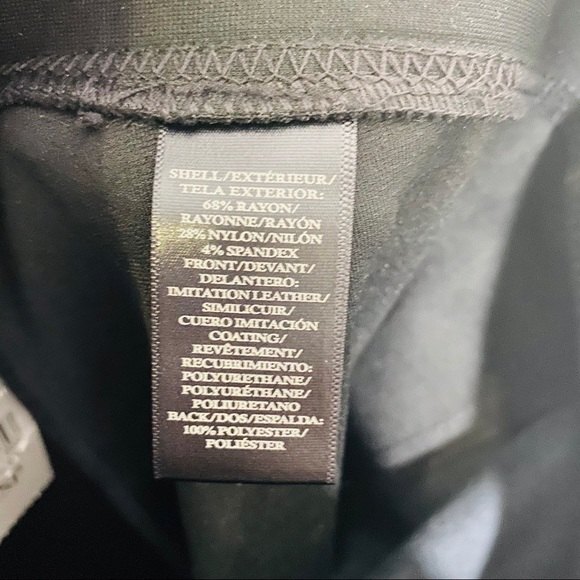 SHELL/EXTÉRIEUR/
TELA EXTERIOR:
68% RAYON/
RAYONNE/RAYÓN
28% NYLON/NILÓN
4% SPANDEX
FRONT/DEVANT/
DELANTERO:
IMITATION LEATHER/
SIMILICUIR/
CUERO IMITACIÓN
COATING/
REVÊTEMENT/
RECUBRIMIENTO:
POLYURETHANE/
POLYURÉTHANE/
POLIURETANO
BACK/DOS/ESPALDA:
100% POLYESTER/
POLIÉSTER